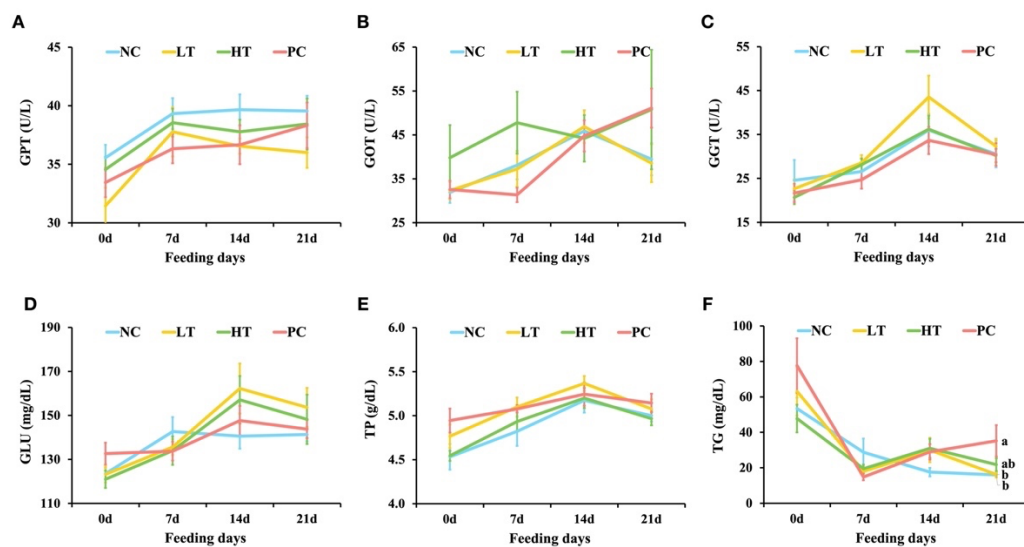 A
NC LT HT PC
GPT (U/L)
45
40
35
30
0d 7d 14d 21d
Feeding days
B
NC LT HT PC
GOT (U/L)
65
55
45
35
25
0d 7d 14d 21d
Feeding days
C
NC LT HT PC
GGT (U/L)
55
45
35
25
15
0d 7d 14d 21d
Feeding days
D
NC LT HT PC
GLU (mg/dL)
190
170
150
130
110
0d 7d 14d 21d
Feeding days
E
NC LT HT PC
TP (g/dL)
6.0
5.5
5.0
4.5
4.0
0d 7d 14d 21d
Feeding days
F
NC LT HT PC
TG (mg/dL)
100
80
60
40
20
0
a
ab
b
b
0d 7d 14d 21d
Feeding days